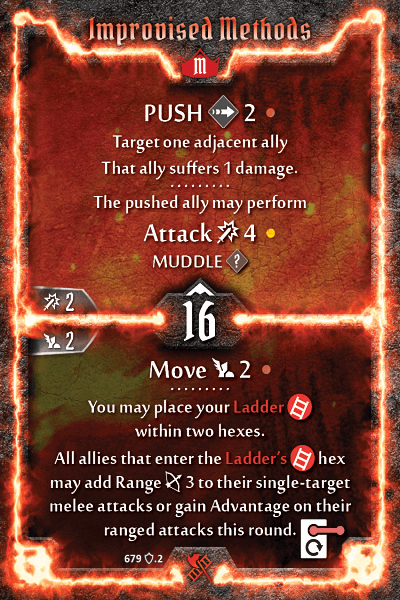 Improvised Methods
M
PUSH 2
Target one adjacent ally
That ally suffers 1 damage.
The pushed ally may perform
Attack 4
MUDDLE ?
2
16
2
Move 2
You may place your Ladder
within two hexes.
All allies that enter the Ladder's hex
may add Range 3 to their single-target
melee attacks or gain Advantage on their
ranged attacks this round.
679 .2